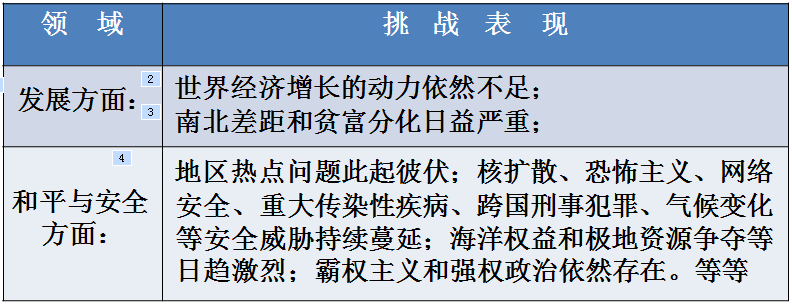 领 域
挑 战 表 现
发展方面：
2
3
世界经济增长的动力依然不足；
南北差距和贫富分化日益严重；
4
和平与安全
方面：
地区热点问题此起彼伏；核扩散、恐怖主义、网络
安全、重大传染性疾病、跨国刑事犯罪、气候变化
等安全威胁持续蔓延；海洋权益和极地资源争夺等
日趋激烈；霸权主义和强权政治依然存在。等等